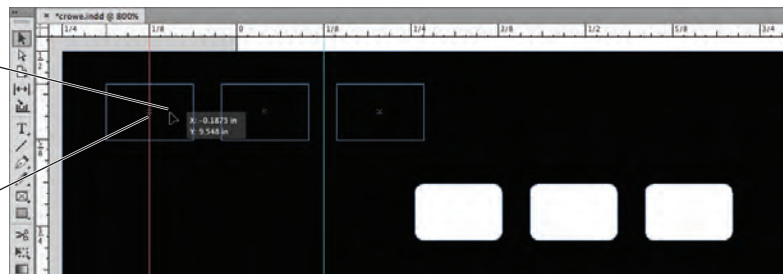 *crowe.indd @ 800%
1/4 1/8 0 1/8 1/4 3/8 1/2 5/8 3/4
X: -0.1873 in
Y: 9.548 in